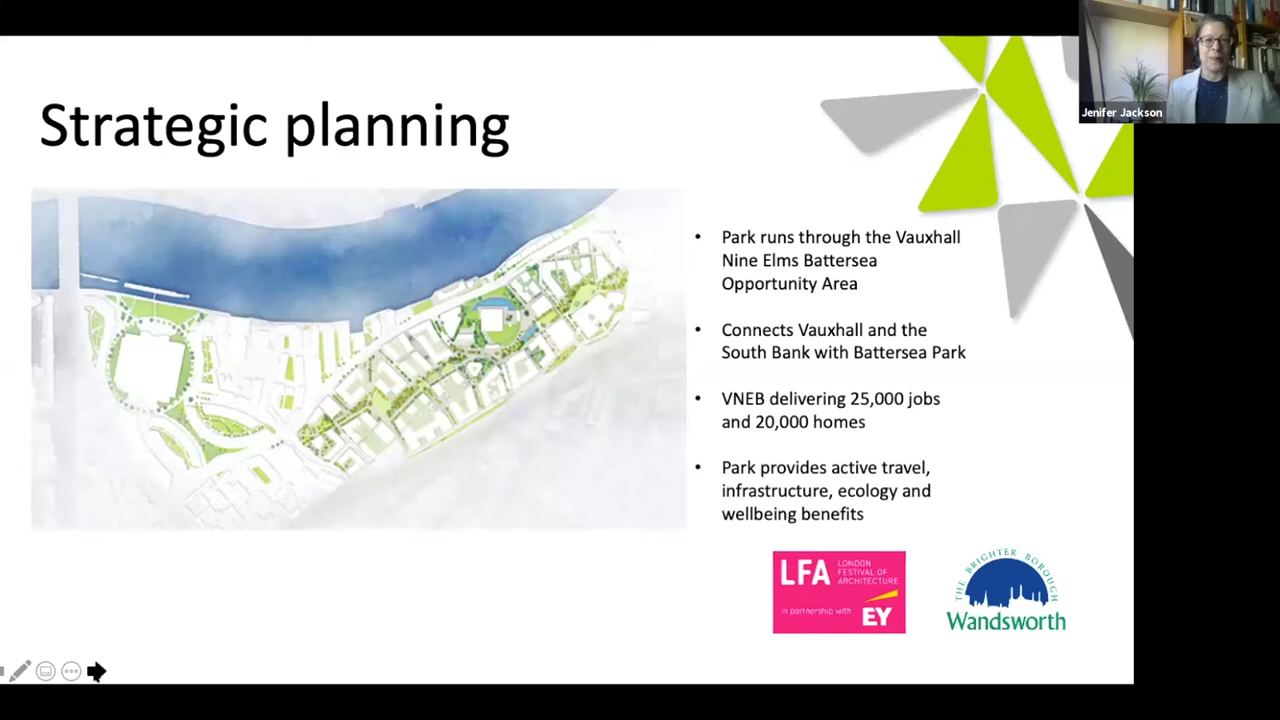 Strategic planning
Jenifer Jackson
• Park runs through the Vauxhall
Nine Elms Battersea
Opportunity Area
• Connects Vauxhall and the
South Bank with Battersea Park
• VNEB delivering 25,000 jobs
and 20,000 homes
• Park provides active travel,
infrastructure, ecology and
wellbeing benefits
LFA
LONDON
FESTIVAL OF
ARCHITECTURE
in partnership with
EY
THE BRIGHTER BOROUGH
Wandsworth